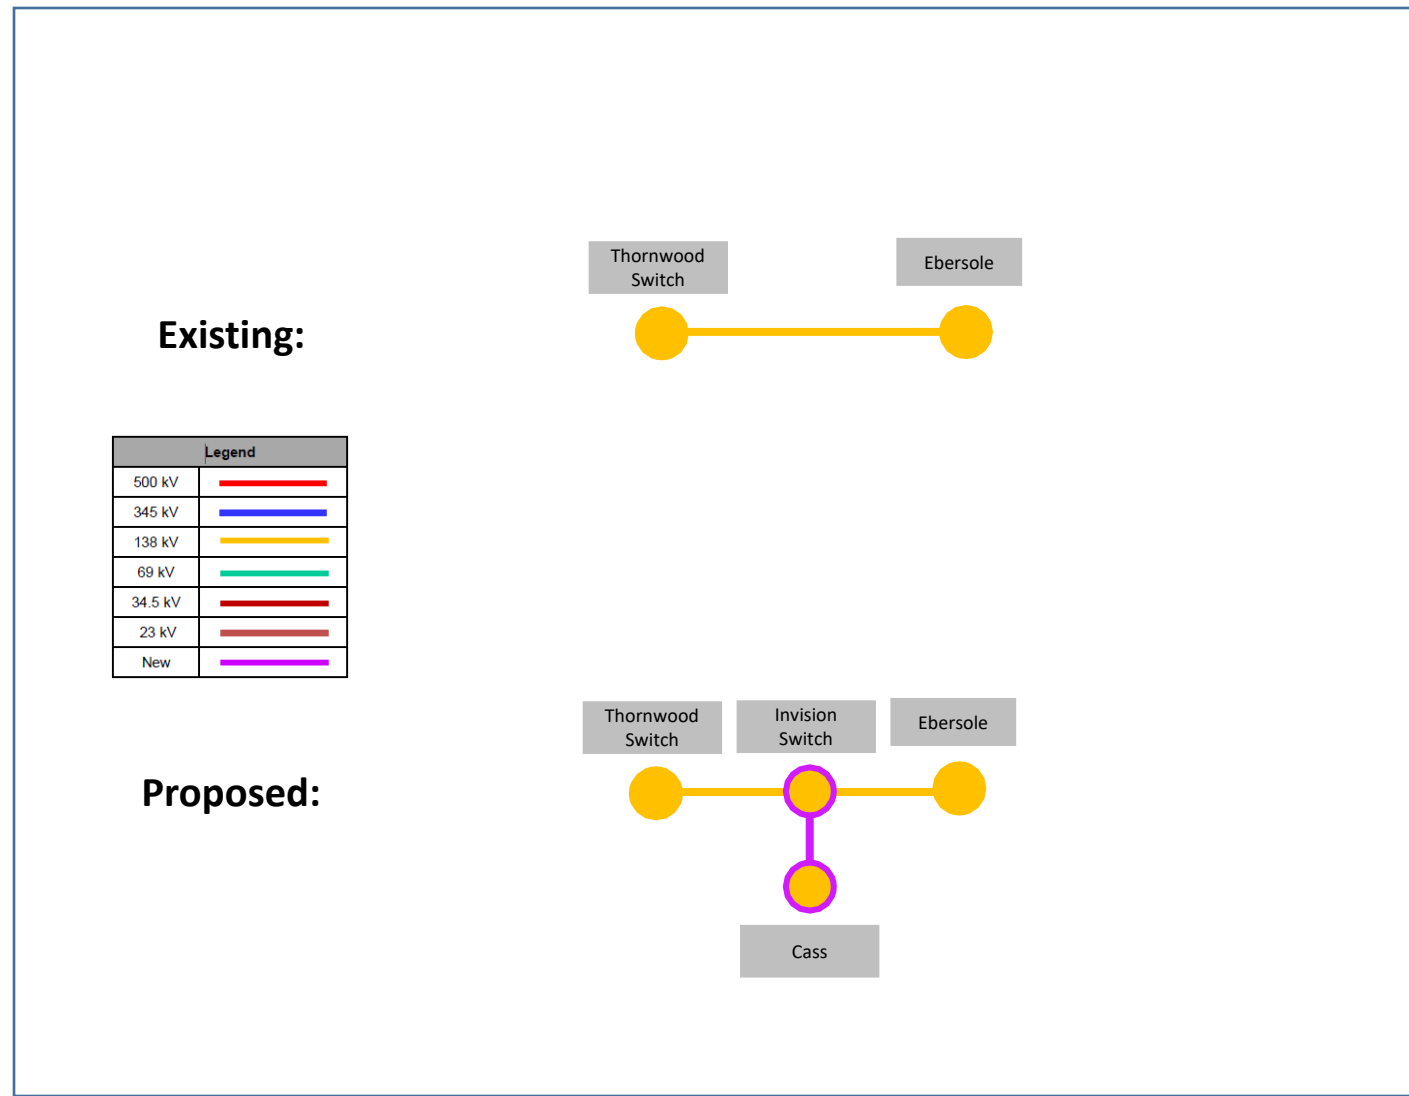 Thornwood
Switch
Ebersole
Existing:
Legend
500 kV
345 kV
138 kV
69 kV
34.5 kV
23 kV
New
Thornwood
Switch
Invision
Switch
Ebersole
Proposed:
Cass